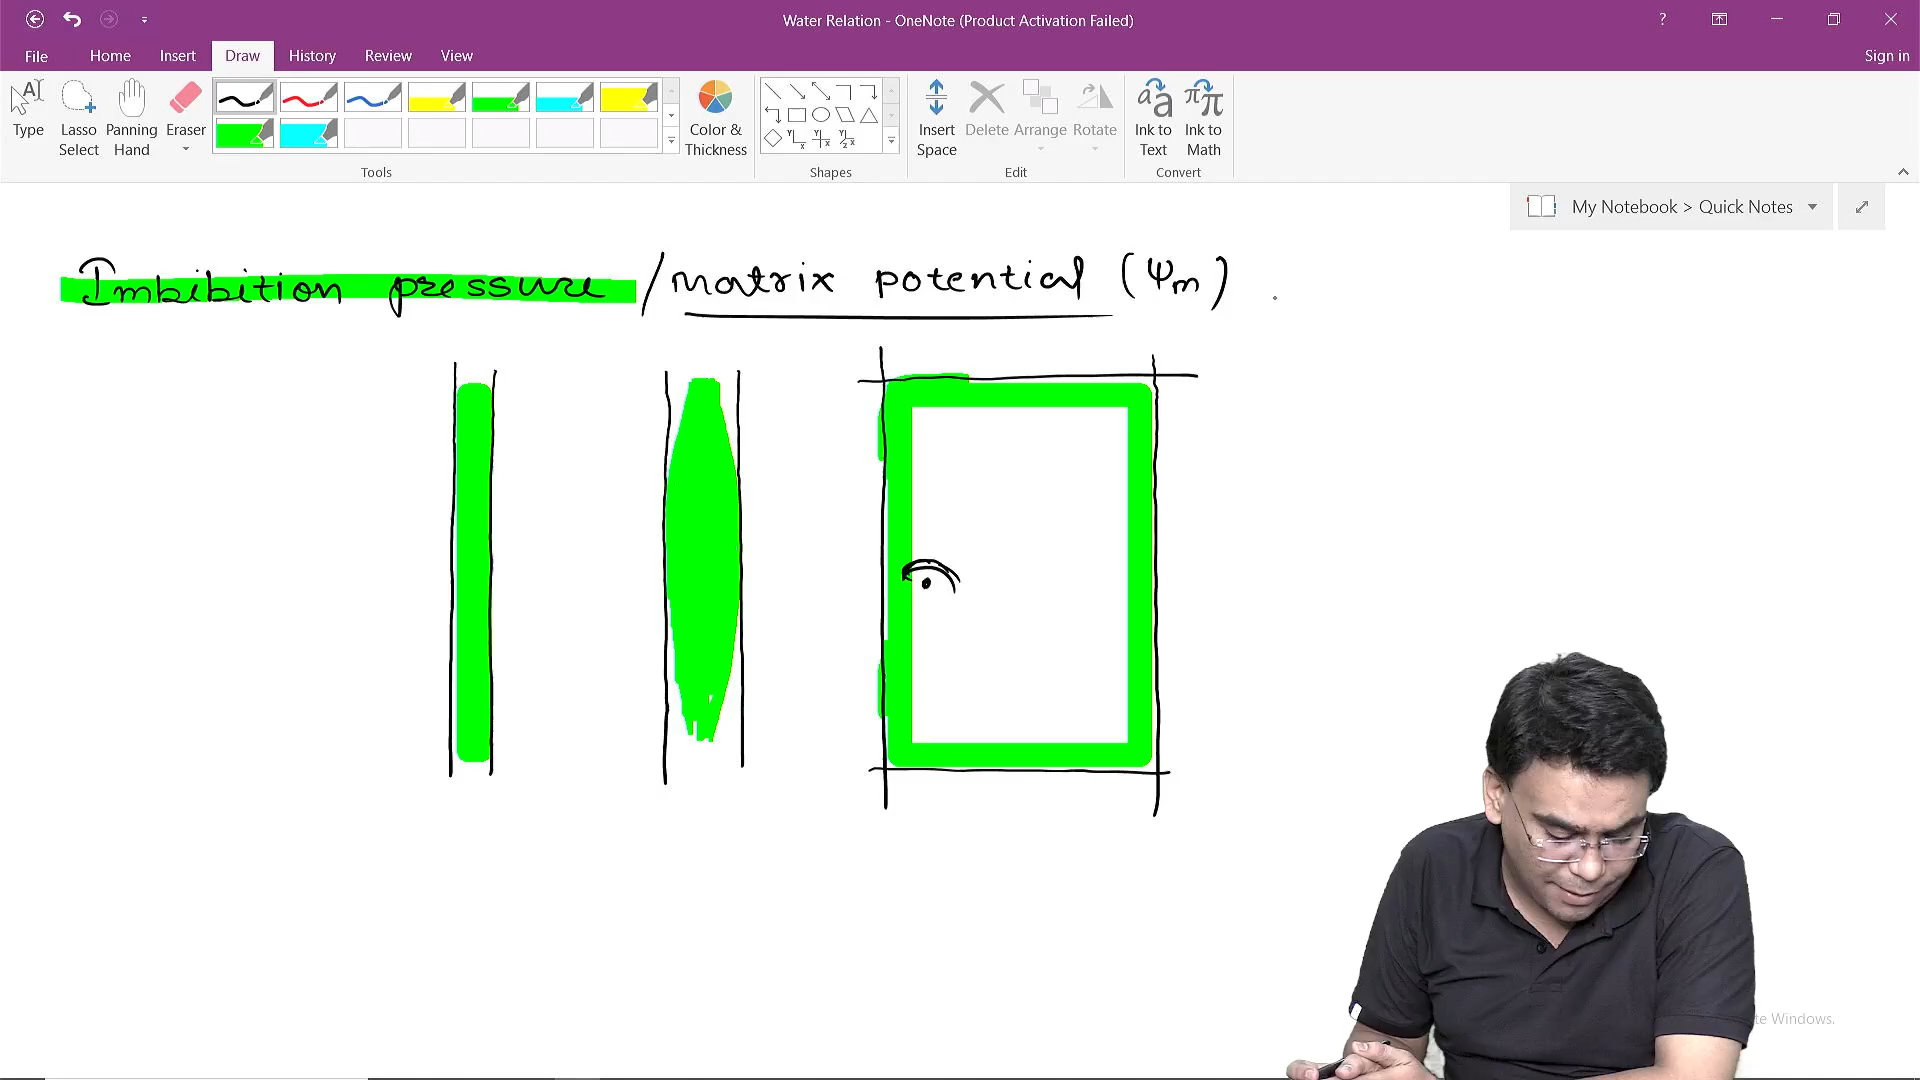 Water Relation - OneNote (Product Activation Failed)
?
File Home Insert Draw History Review View
Sign in
Type
Lasso Select
Panning Hand
Eraser
Color & Thickness
Insert Space
Delete
Arrange
Rotate
Ink to Text
Ink to Math
Tools
Shapes
Edit
Convert
My Notebook > Quick Notes
Imbibition pressure / matrix potential (Ψm)
te Windows.